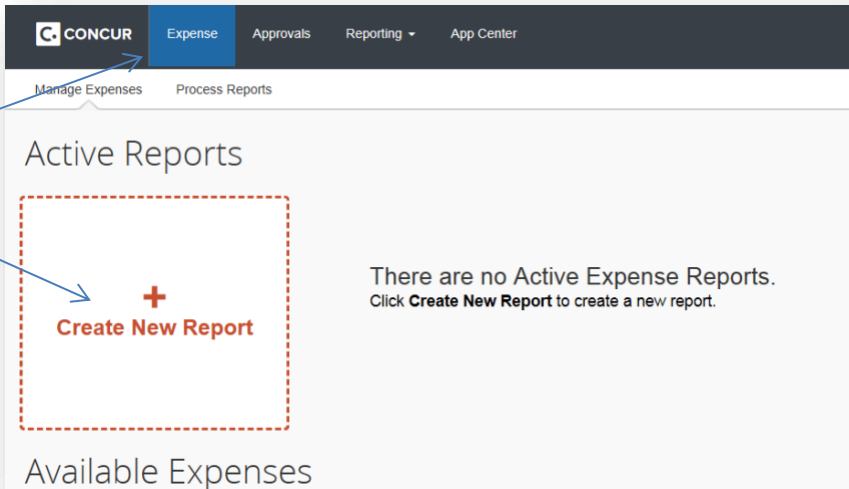 C. CONCUR Expense Approvals Reporting App Center
Manage Expenses Process Reports
Active Reports
There are no Active Expense Reports.
Click Create New Report to create a new report.
+
Create New Report
Available Expenses